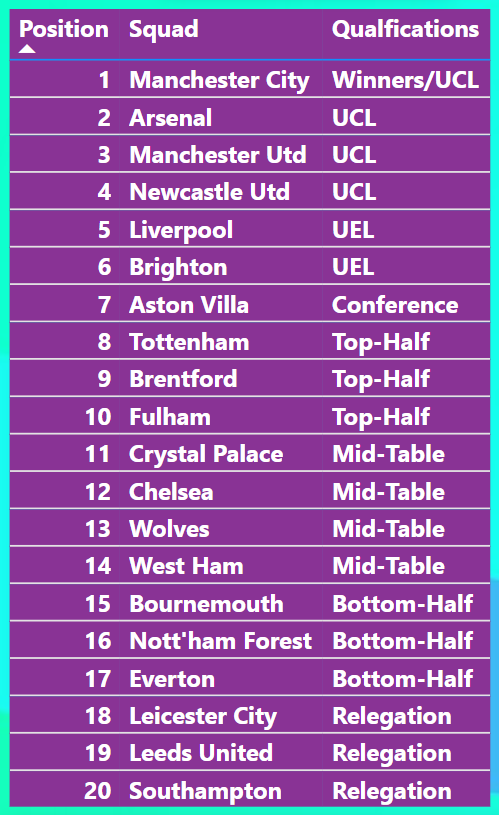 Position Squad Qualfications
1 Manchester City Winners/UCL
2 Arsenal UCL
3 Manchester Utd UCL
4 Newcastle Utd UCL
5 Liverpool UEL
6 Brighton UEL
7 Aston Villa Conference
8 Tottenham Top-Half
9 Brentford Top-Half
10 Fulham Top-Half
11 Crystal Palace Mid-Table
12 Chelsea Mid-Table
13 Wolves Mid-Table
14 West Ham Mid-Table
15 Bournemouth Bottom-Half
16 Nott'ham Forest Bottom-Half
17 Everton Bottom-Half
18 Leicester City Relegation
19 Leeds United Relegation
20 Southampton Relegation